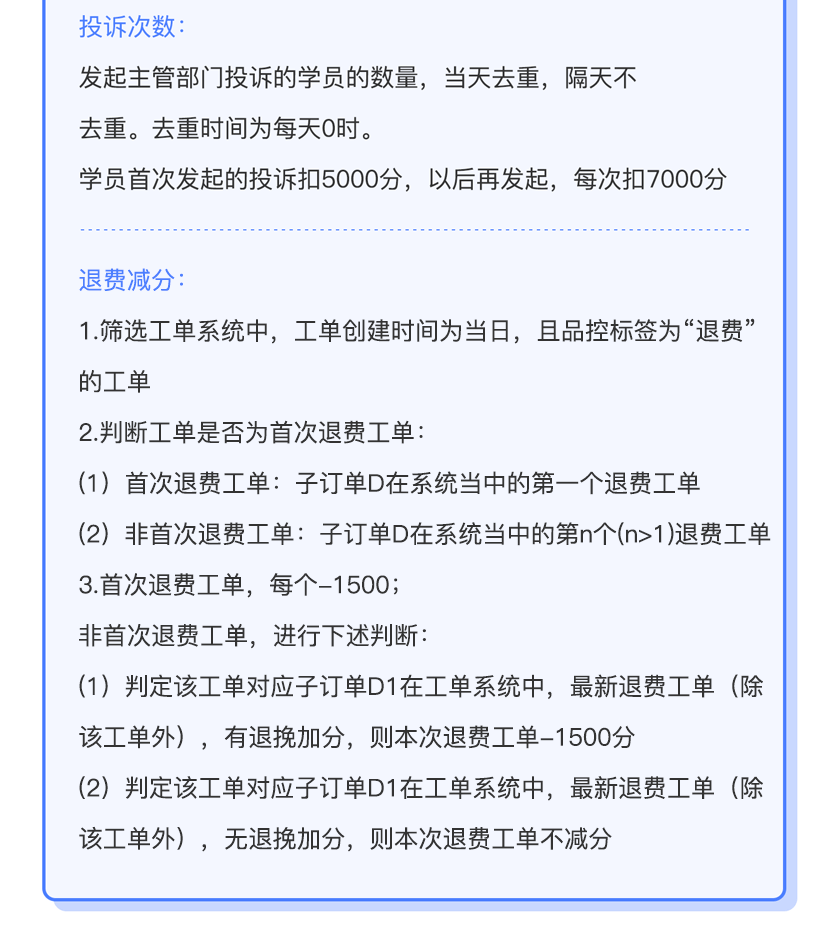 投诉次数：
发起主管部门投诉的学员的数量，当天去重，隔天不
去重。去重时间为每天0时。
学员首次发起的投诉扣5000分，以后再发起，每次扣7000分
退费减分：
1.筛选工单系统中，工单创建时间为当日，且品控标签为“退费”
的工单
2.判断工单是否为首次退费工单：
(1）首次退费工单：子订单D在系统当中的第一个退费工单
(2）非首次退费工单：子订单D在系统当中的第n个(n>1)退费工单
3.首次退费工单，每个–1500；
非首次退费工单，进行下述判断：
(1）判定该工单对应子订单D1在工单系统中，最新退费工单（除
该工单外），有退挽加分，则本次退费工单–1500分
(2）判定该工单对应子订单D1在工单系统中，最新退费工单（除
该工单外），无退挽加分，则本次退费工单不减分